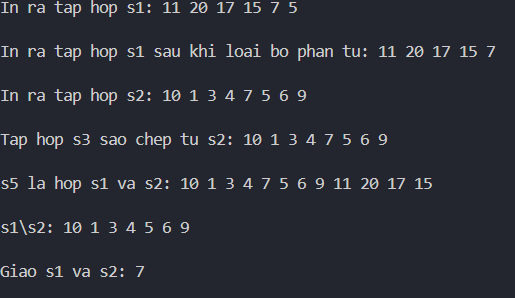 In ra tap hop s1: 11 20 17 15 7 5
In ra tap hop s1 sau khi loai bo phan tu: 11 20 17 15 7
In ra tap hop s2: 10 1 3 4 7 5 6 9
Tap hop s3 sao chep tu s2: 10 1 3 4 7 5 6 9
s5 la hop s1 va s2: 10 1 3 4 7 5 6 9 11 20 17 15
s1\s2: 10 1 3 4 5 6 9
Giao s1 va s2: 7